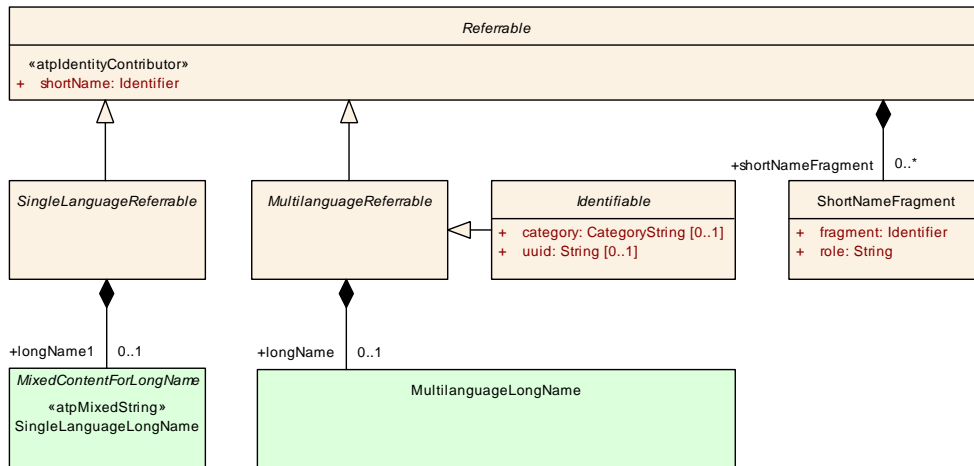 Referrable
«atpIdentityContributor»
+ shortName: Identifier
+shortNameFragment 0..*
SingleLanguageReferrable
MultilanguageReferrable
Identifiable
+ category: CategoryString [0..1]
+ uuid: String [0..1]
ShortNameFragment
+ fragment: Identifier
+ role: String
+longName1 0..1
+longName 0..1
MixedContentForLongName
«atpMixedString»
SingleLanguageLongName
MultilanguageLongName